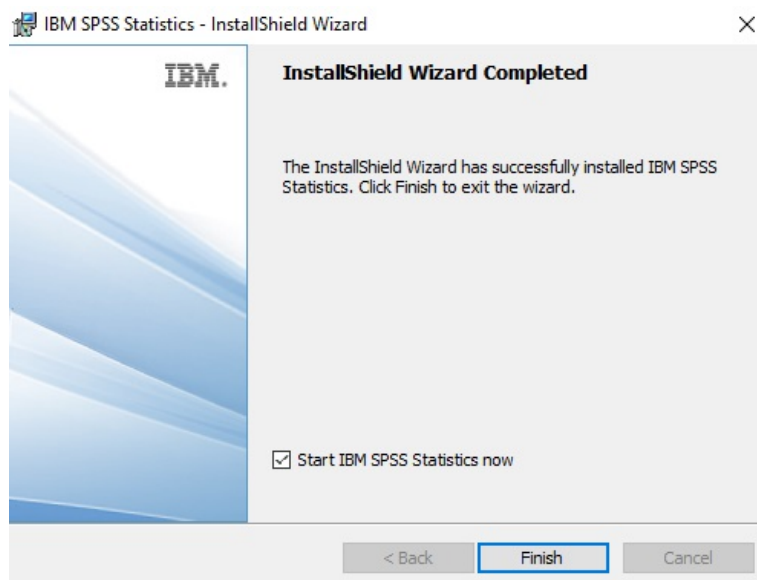 IBM SPSS Statistics - InstallShield Wizard
IBM.
InstallShield Wizard Completed
The InstallShield Wizard has successfully installed IBM SPSS
Statistics. Click Finish to exit the wizard.
Start IBM SPSS Statistics now
< Back
Finish
Cancel